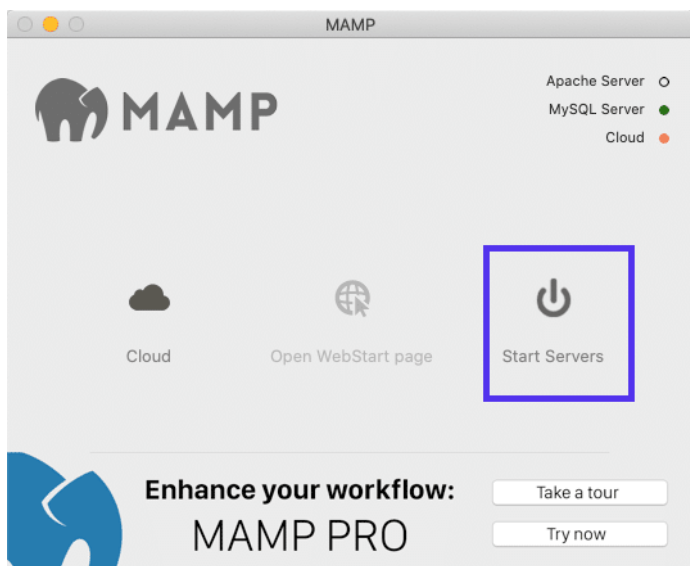 MAMP
MAMP
Apache Server
MySQL Server
Cloud
Cloud
Open WebStart page
Start Servers
Enhance your workflow:
MAMP PRO
Take a tour
Try now